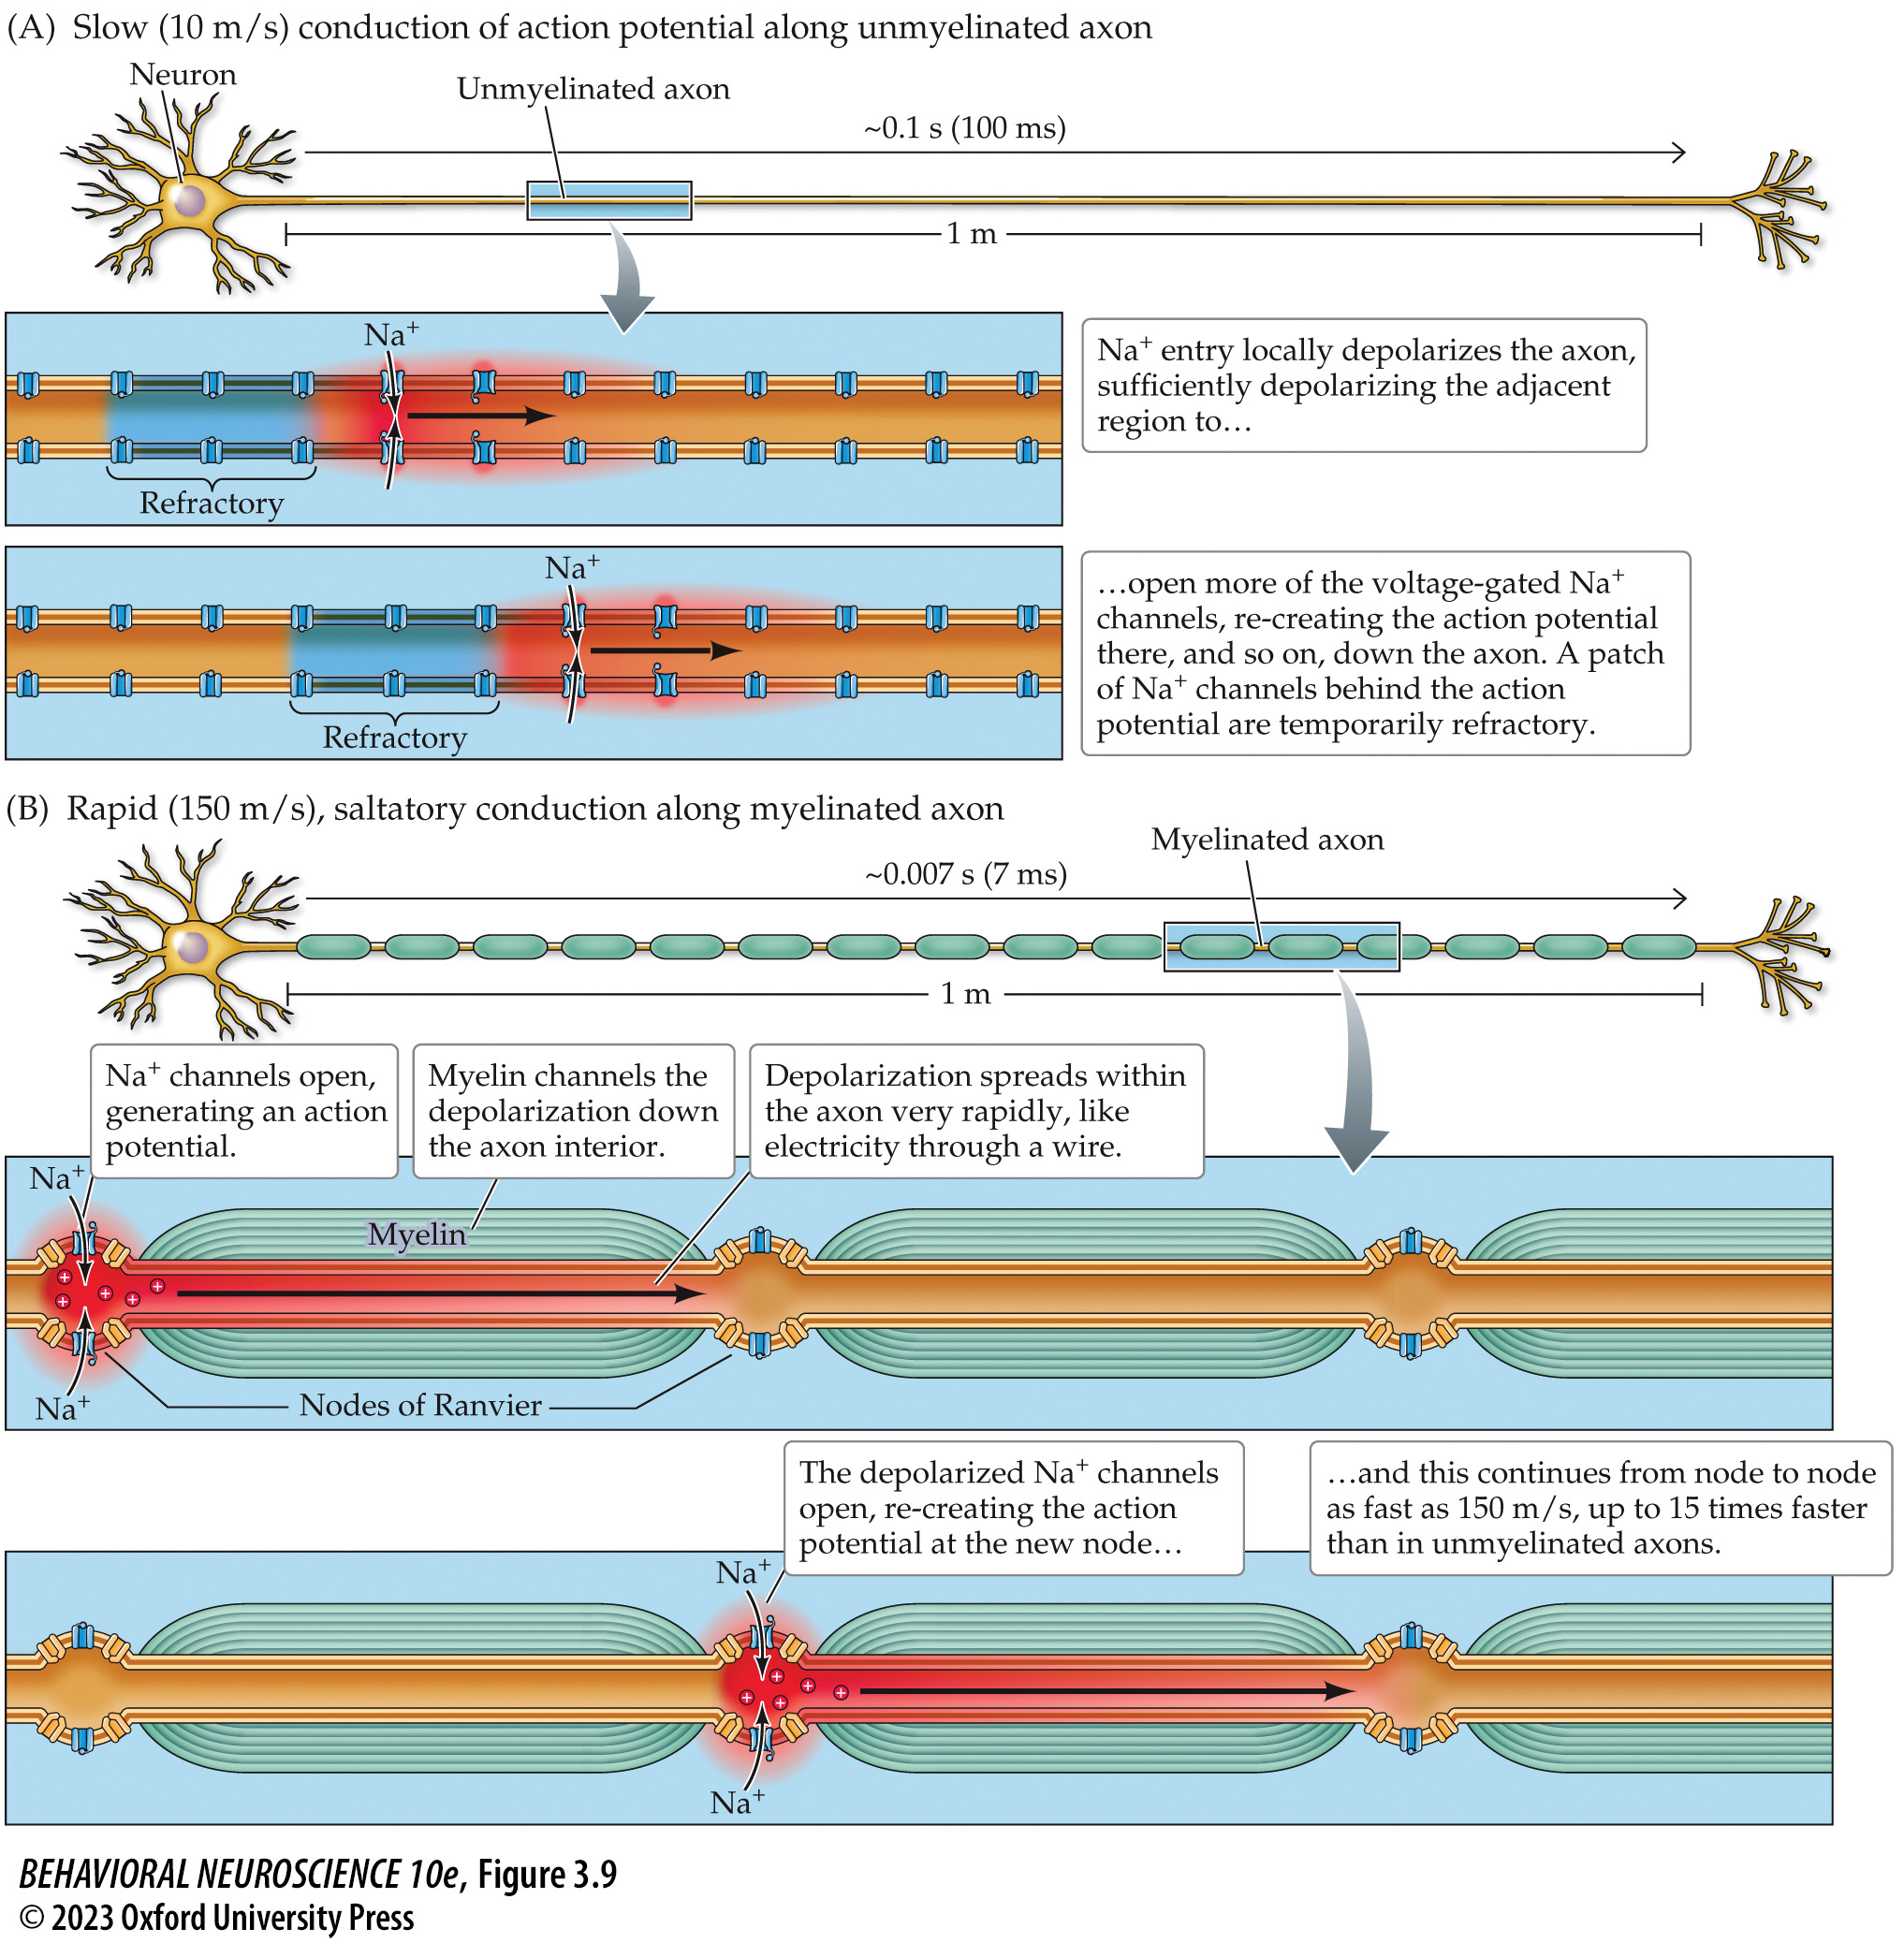 (A) Slow (10 m/s) conduction of action potential along unmyelinated axon
Neuron
Unmyelinated axon
~0.1 s (100 ms)
1 m
Na+
Refractory
Na+ entry locally depolarizes the axon,
sufficiently depolarizing the adjacent
region to…
Na+
Refractory
…open more of the voltage-gated Na+
channels, re-creating the action potential
there, and so on, down the axon. A patch
of Na+ channels behind the action
potential are temporarily refractory.
(B) Rapid (150 m/s), saltatory conduction along myelinated axon
Myelinated axon
~0.007 s (7 ms)
1 m
Na+ channels open,
generating an action
potential.
Myelin channels the
depolarization down
the axon interior.
Depolarization spreads within
the axon very rapidly, like
electricity through a wire.
Na+
Myelin
Na+
Nodes of Ranvier
The depolarized Na+ channels
open, re-creating the action
potential at the new node…
…and this continues from node to node
as fast as 150 m/s, up to 15 times faster
than in unmyelinated axons.
Na+
Na+
BEHAVIORAL NEUROSCIENCE 10e, Figure 3.9
© 2023 Oxford University Press